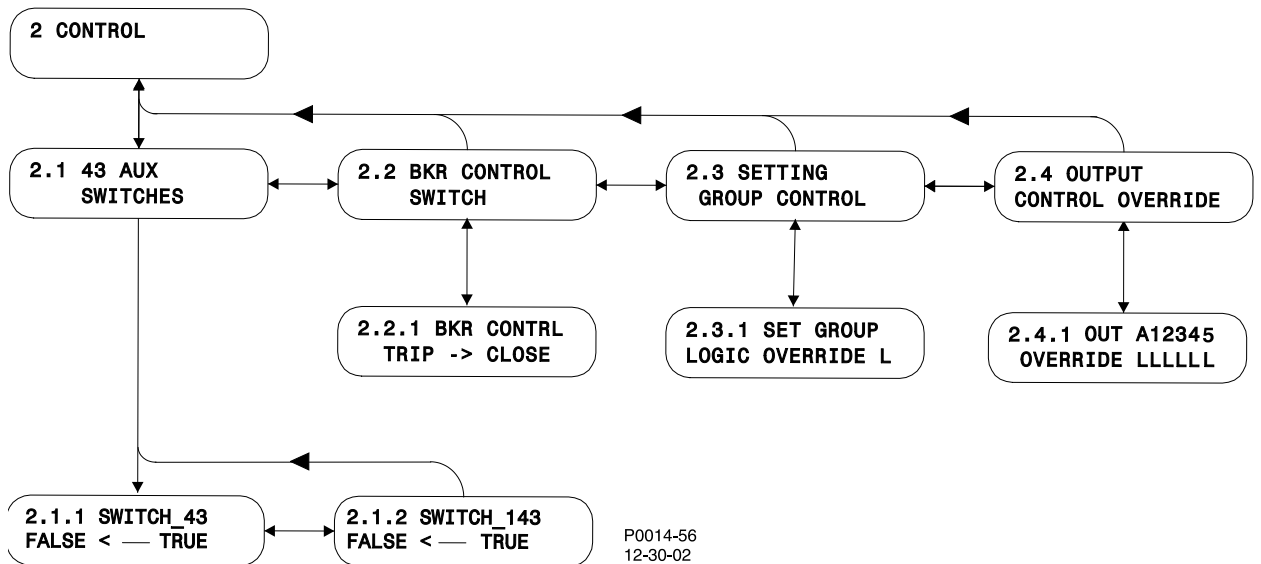 2 CONTROL
2.1 43 AUX
SWITCHES
2.2 BKR CONTROL
SWITCH
2.3 SETTING
GROUP CONTROL
2.4 OUTPUT
CONTROL OVERRIDE
2.2.1 BKR CONTRL
TRIP -> CLOSE
2.3.1 SET GROUP
LOGIC OVERRIDE L
2.4.1 OUT A12345
OVERRIDE LLLLLL
2.1.1 SWITCH_43
FALSE < — TRUE
2.1.2 SWITCH_143
FALSE < — TRUE
P0014-56
12-30-02